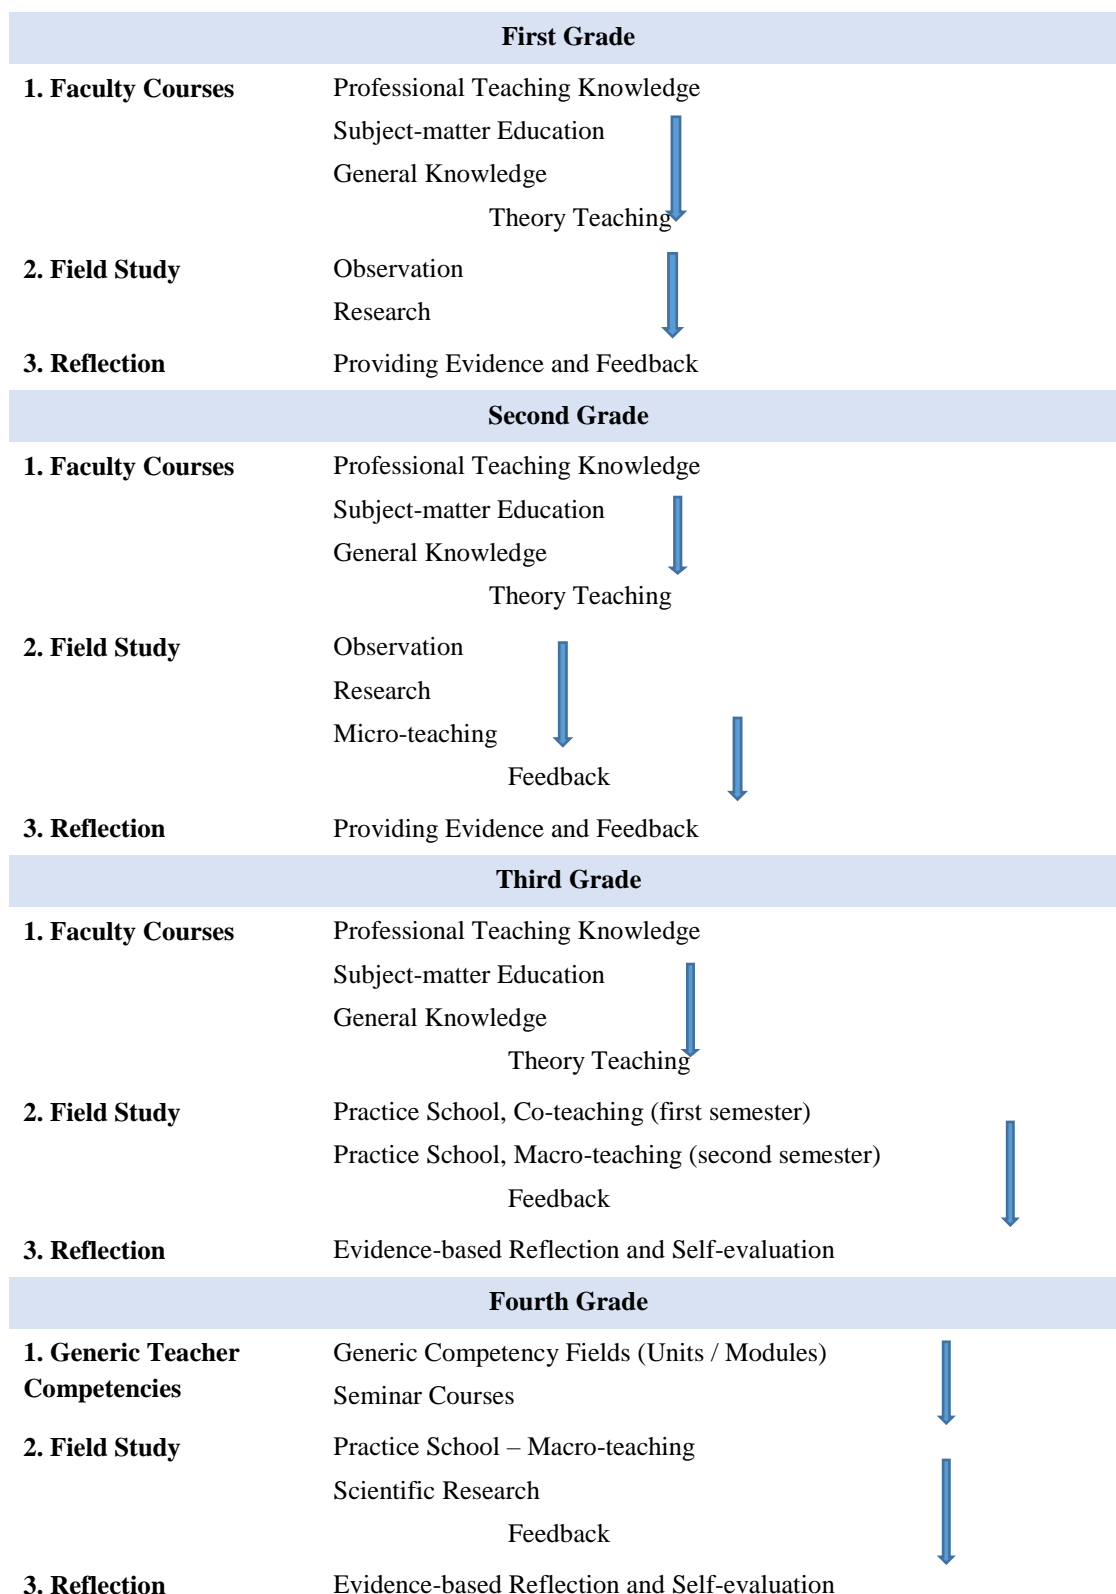 First Grade
1. Faculty Courses Professional Teaching Knowledge
Subject-matter Education
General Knowledge
Theory Teaching
2. Field Study Observation
Research
3. Reflection Providing Evidence and Feedback
Second Grade
1. Faculty Courses Professional Teaching Knowledge
Subject-matter Education
General Knowledge
Theory Teaching
2. Field Study Observation
Research
Micro-teaching
Feedback
3. Reflection Providing Evidence and Feedback
Third Grade
1. Faculty Courses Professional Teaching Knowledge
Subject-matter Education
General Knowledge
Theory Teaching
2. Field Study Practice School, Co-teaching (first semester)
Practice School, Macro-teaching (second semester)
Feedback
3. Reflection Evidence-based Reflection and Self-evaluation
Fourth Grade
1. Generic Teacher Generic Competency Fields (Units / Modules)
Competencies Seminar Courses
2. Field Study Practice School – Macro-teaching
Scientific Research
Feedback
3. Reflection Evidence-based Reflection and Self-evaluation